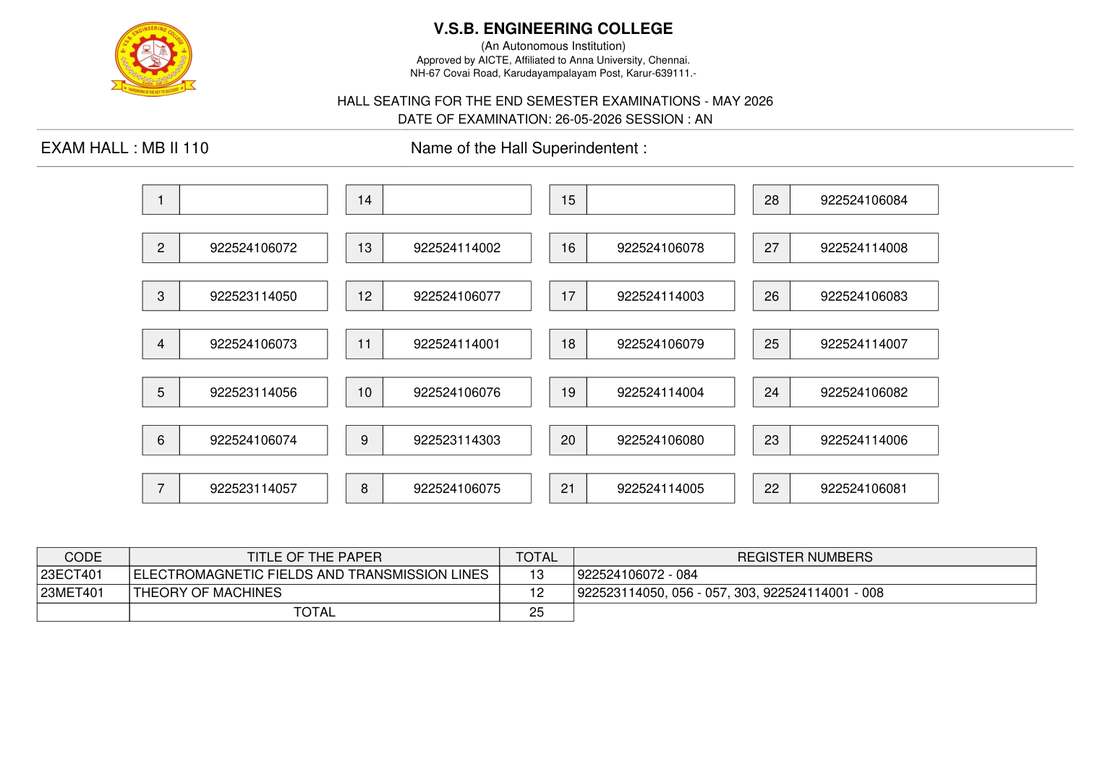 V.S.B. ENGINEERING COLLEGE
(An Autonomous Institution)
Approved by AICTE, Affiliated to Anna University, Chennai.
NH-67 Covai Road, Karudayampalayam Post, Karur-639111.-
HALL SEATING FOR THE END SEMESTER EXAMINATIONS - MAY 2026
DATE OF EXAMINATION: 26-05-2026 SESSION : AN
EXAM HALL : MB II 110 Name of the Hall Superindentent :
1 14 15 28 922524106084
2 922524106072 13 922524114002 16 922524106078 27 922524114008
3 922523114050 12 922524106077 17 922524114003 26 922524106083
4 922524106073 11 922524114001 18 922524106079 25 922524114007
5 922523114056 10 922524106076 19 922524114004 24 922524106082
6 922524106074 9 922523114303 20 922524106080 23 922524114006
7 922523114057 8 922524106075 21 922524114005 22 922524106081
CODE TITLE OF THE PAPER TOTAL REGISTER NUMBERS
23ECT401 ELECTROMAGNETIC FIELDS AND TRANSMISSION LINES 13 922524106072 - 084
23MET401 THEORY OF MACHINES 12 922523114050, 056 - 057, 303, 922524114001 - 008
TOTAL 25